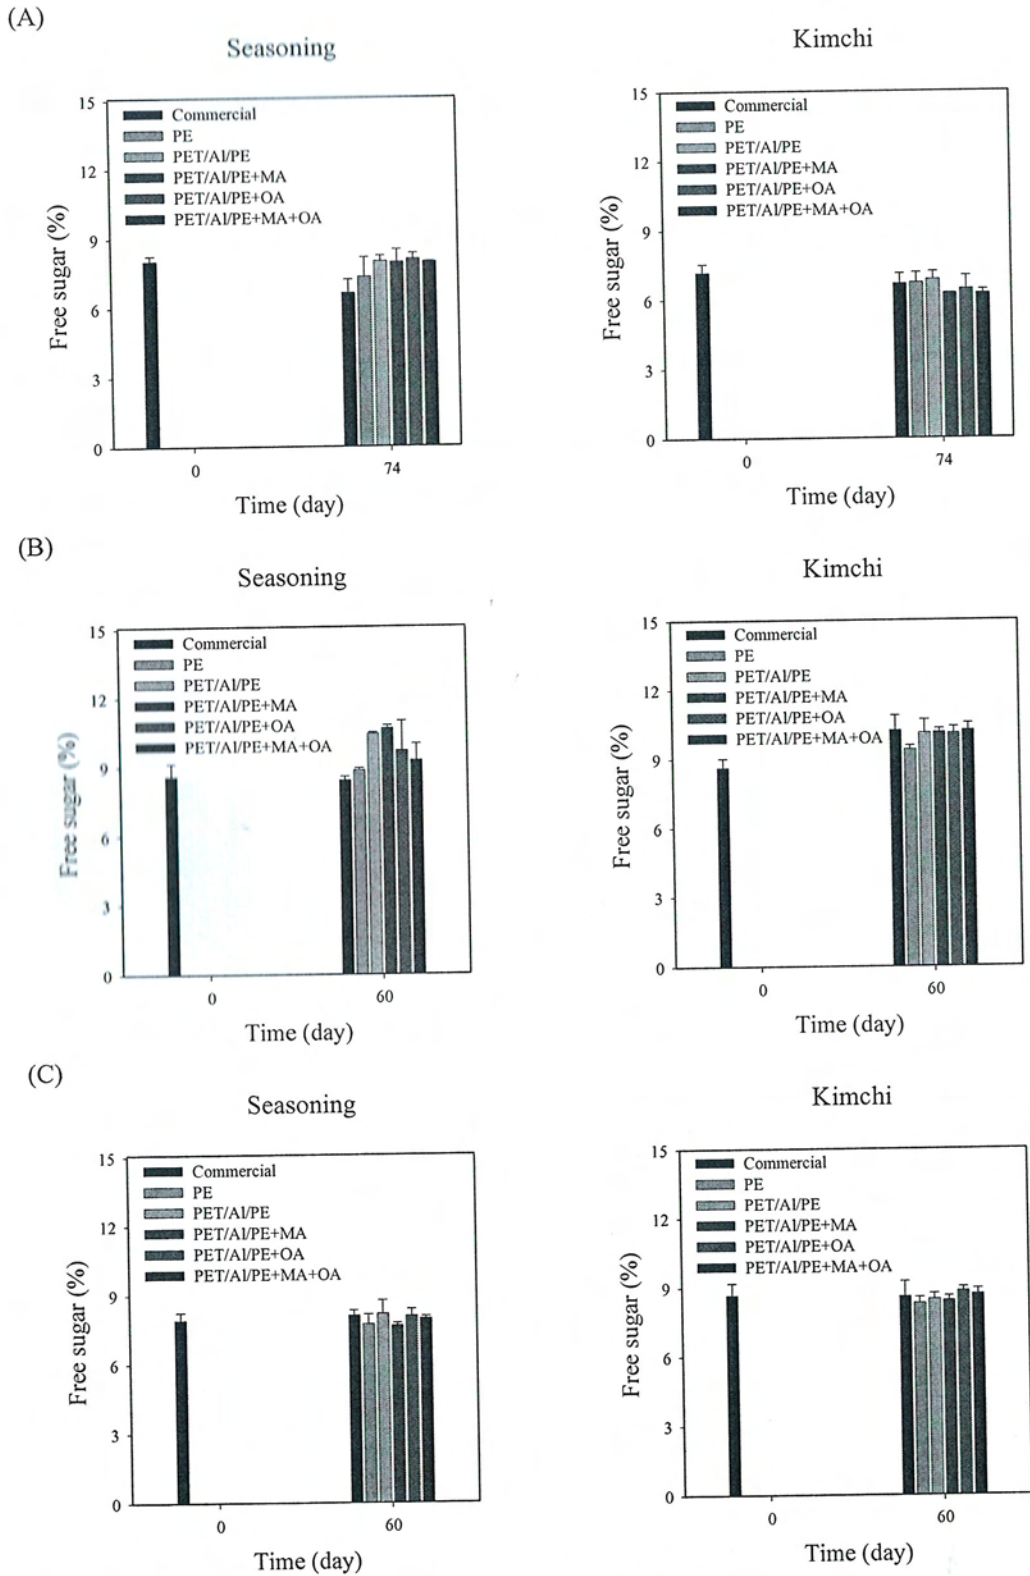 (A)
Seasoning
15
12
9
6
3
0
Free sugar (%)
Commercial
PE
PET/Al/PE
PET/Al/PE+MA
PET/Al/PE+OA
PET/Al/PE+MA+OA
0
74
Time (day)
Kimchi
15
12
9
6
3
0
Free sugar (%)
Commercial
PE
PET/Al/PE
PET/Al/PE+MA
PET/Al/PE+OA
PET/Al/PE+MA+OA
0
74
Time (day)
(B)
Seasoning
15
12
9
6
3
0
Free sugar (%)
Commercial
PE
PET/Al/PE
PET/Al/PE+MA
PET/Al/PE+OA
PET/Al/PE+MA+OA
0
60
Time (day)
Kimchi
15
12
9
6
3
0
Free sugar (%)
Commercial
PE
PET/Al/PE
PET/Al/PE+MA
PET/Al/PE+OA
PET/Al/PE+MA+OA
0
60
Time (day)
(C)
Seasoning
15
12
9
6
3
0
Free sugar (%)
Commercial
PE
PET/Al/PE
PET/Al/PE+MA
PET/Al/PE+OA
PET/Al/PE+MA+OA
0
60
Time (day)
Kimchi
15
12
9
6
3
0
Free sugar (%)
Commercial
PE
PET/Al/PE
PET/Al/PE+MA
PET/Al/PE+OA
PET/Al/PE+MA+OA
0
60
Time (day)